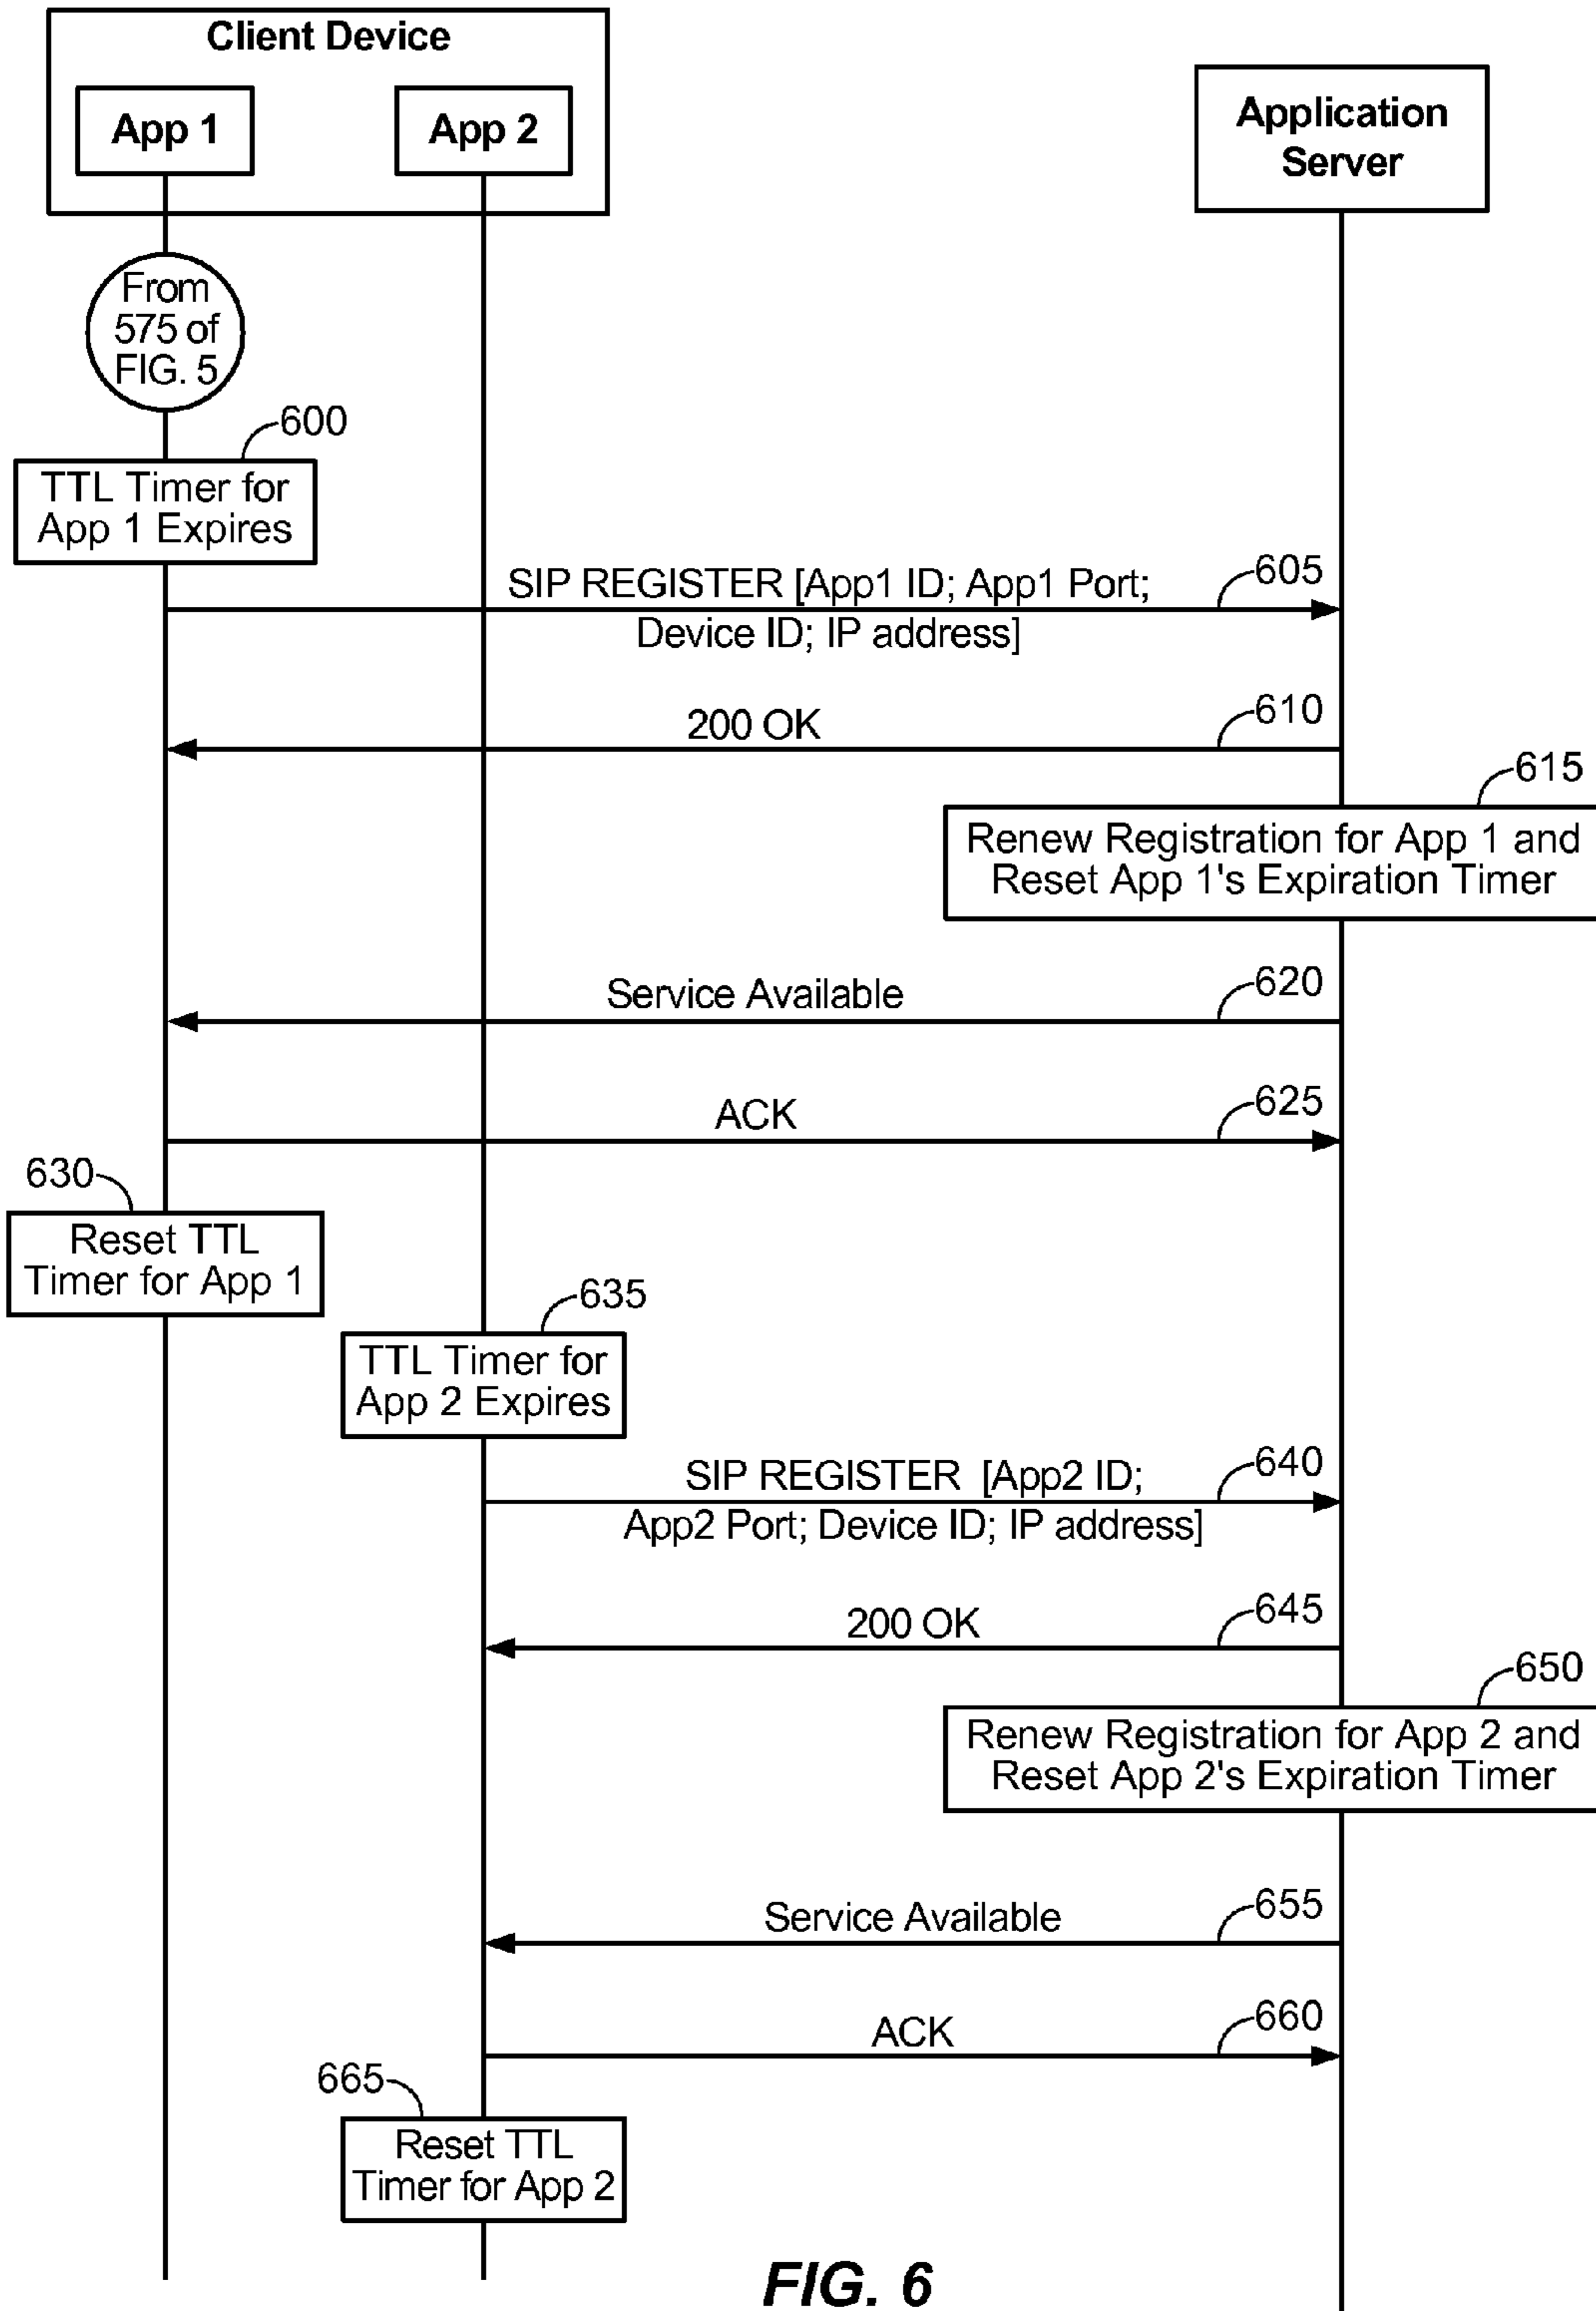 Client Device
App 1
App 2
Application
Server
From
575 of
FIG. 5
600
TTL Timer for
App 1 Expires
SIP REGISTER [App1 ID; App1 Port;
605
Device ID; IP address]
200 OK
610
615
Renew Registration for App 1 and
Reset App 1's Expiration Timer
Service Available
620
ACK
625
630
Reset TTL
Timer for App 1
635
TTL Timer for
App 2 Expires
SIP REGISTER [App2 ID;
640
App2 Port; Device ID; IP address]
200 OK
645
650
Renew Registration for App 2 and
Reset App 2's Expiration Timer
Service Available
655
ACK
660
665
Reset TTL
Timer for App 2
FIG. 6